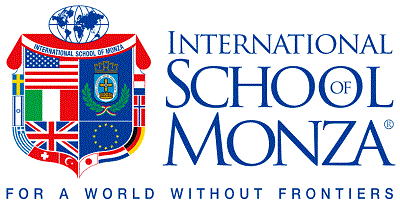 INTERNATIONAL SCHOOL OF MONZA
INTERNATIONAL
SCHOOL OF
MONZA®
FOR A WORLD WITHOUT FRONTIERS